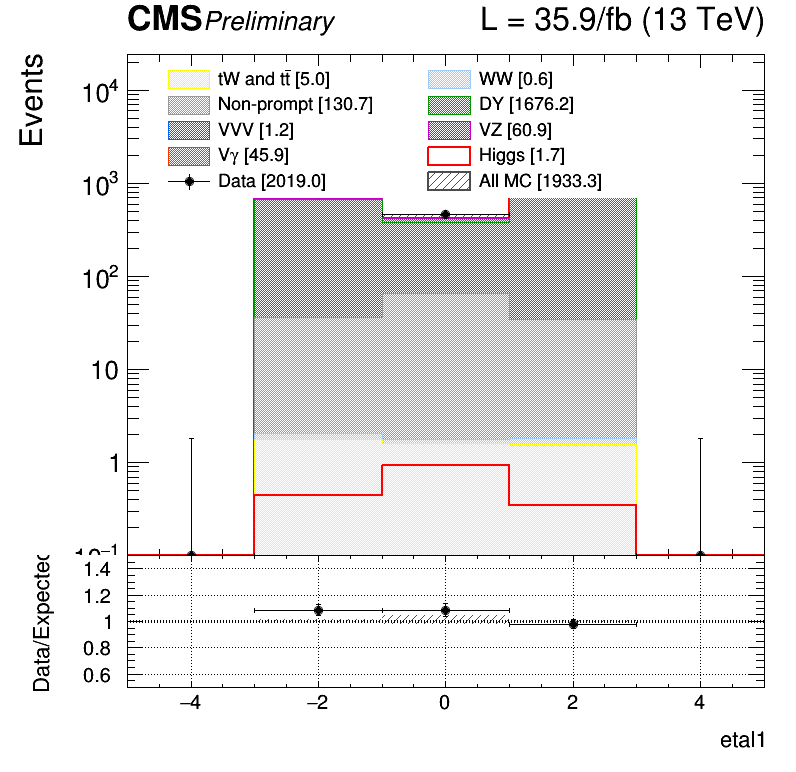 CMS Preliminary L = 35.9/fb (13 TeV)
Events
tW and tt̄ [5.0] WW [0.6]
Non-prompt [130.7] DY [1676.2]
VVV [1.2] VZ [60.9]
Vγ [45.9] Higgs [1.7]
Data [2019.0] All MC [1933.3]
10⁴
10³
10²
10
1
Data/Expected
1.4
1.2
1
0.8
0.6
−4 −2 0 2 4
etal1